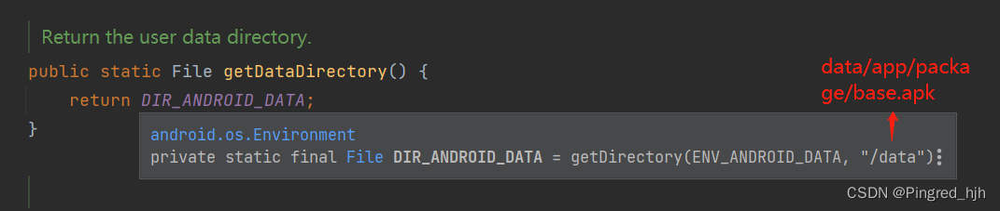 Return the user data directory.
public static File getDataDirectory() {
return DIR_ANDROID_DATA;
}
data/app/packa
ge/base.apk
android.os.Environment
private static final File DIR_ANDROID_DATA = getDirectory(ENV_ANDROID_DATA, "/data")
CSDN @Pingred_hjh